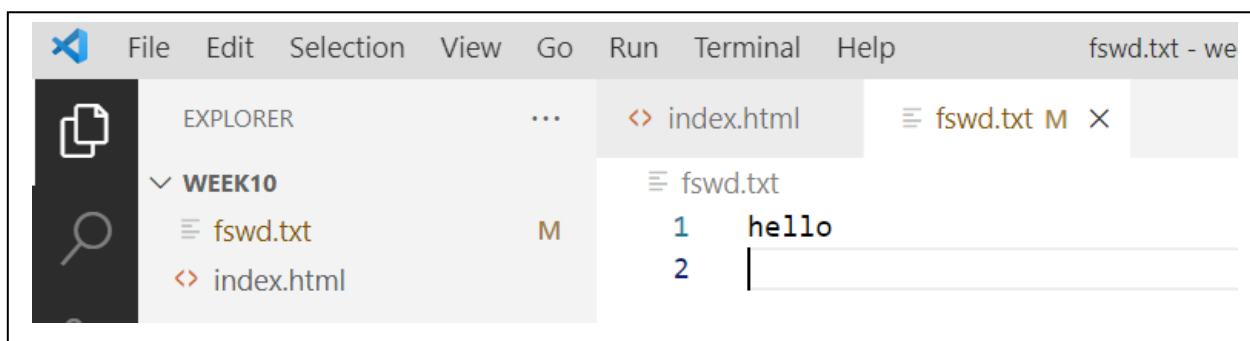 File Edit Selection View Go Run Terminal Help fswd.txt - we
EXPLORER ...
index.html
fswd.txt M
WEEK10
fswd.txt M
index.html
fswd.txt
1 hello
2